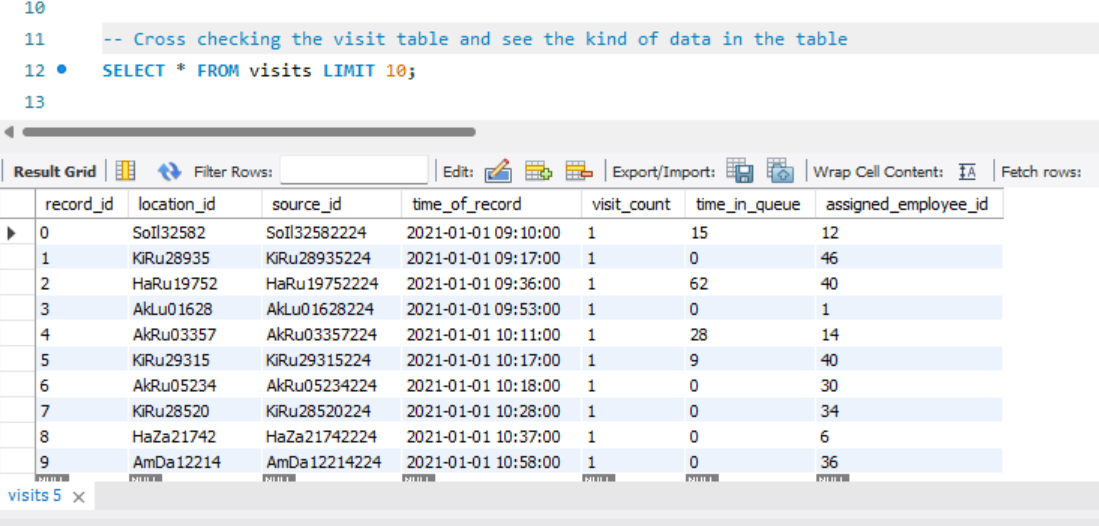 10
11 -- Cross checking the visit table and see the kind of data in the table
12 SELECT * FROM visits LIMIT 10;
13
Result Grid Filter Rows: Edit: Export/Import: Wrap Cell Content: IA Fetch rows:
record_id location_id source_id time_of_record visit_count time_in_queue assigned_employee_id
0 SoIl32582 SoIl32582224 2021-01-01 09:10:00 1 15 12
1 KiRu28935 KiRu28935224 2021-01-01 09:17:00 1 0 46
2 HaRu19752 HaRu19752224 2021-01-01 09:36:00 1 62 40
3 AkLu01628 AkLu01628224 2021-01-01 09:53:00 1 0 1
4 AkRu03357 AkRu03357224 2021-01-01 10:11:00 1 28 14
5 KiRu29315 KiRu29315224 2021-01-01 10:17:00 1 9 40
6 AkRu05234 AkRu05234224 2021-01-01 10:18:00 1 0 30
7 KiRu28520 KiRu28520224 2021-01-01 10:28:00 1 0 34
8 HaZa21742 HaZa21742224 2021-01-01 10:37:00 1 0 6
9 AmDa12214 AmDa12214224 2021-01-01 10:58:00 1 0 36
NULL NULL NULL NULL NULL NULL NULL
visits 5